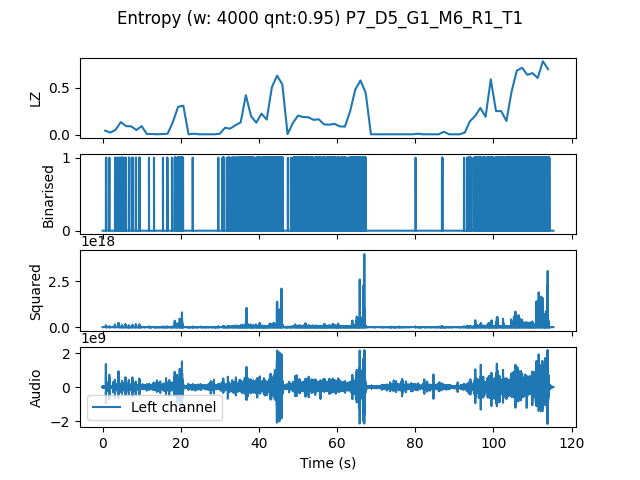 Entropy (w: 4000 qnt:0.95) P7_D5_G1_M6_R1_T1
LZ
0.5
0.0
Binarised
1
0
1e18
Squared
2.5
0.0
1e9
Audio
2
0
−2
Left channel
0 20 40 60 80 100 120
Time (s)